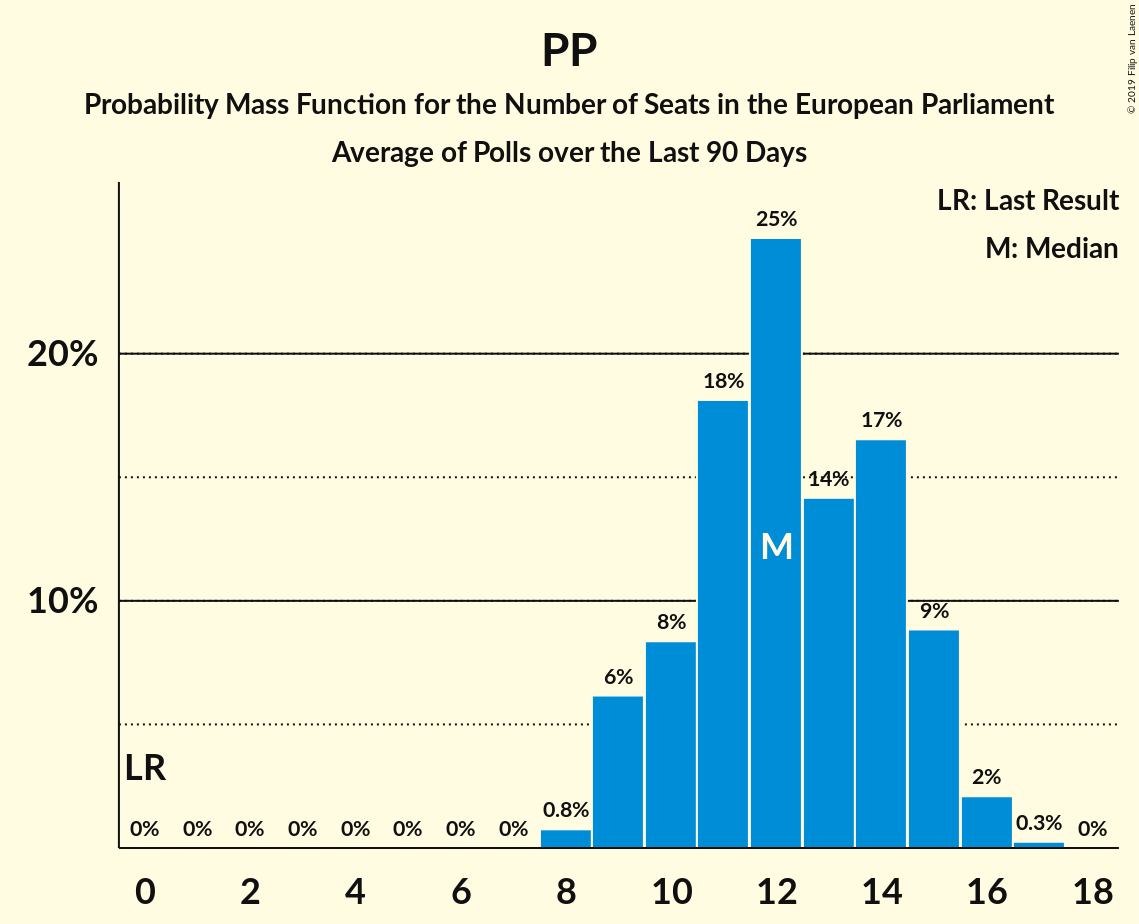 PP
Probability Mass Function for the Number of Seats in the European Parliament
Average of Polls over the Last 90 Days
© 2019 Filip van Laenen
LR: Last Result
M: Median
25%
20%
18%
17%
14%
M
10%
9%
8%
6%
LR
2%
0% 0% 0% 0% 0% 0% 0% 0% 0.8% 0.3% 0%
0 2 4 6 8 10 12 14 16 18